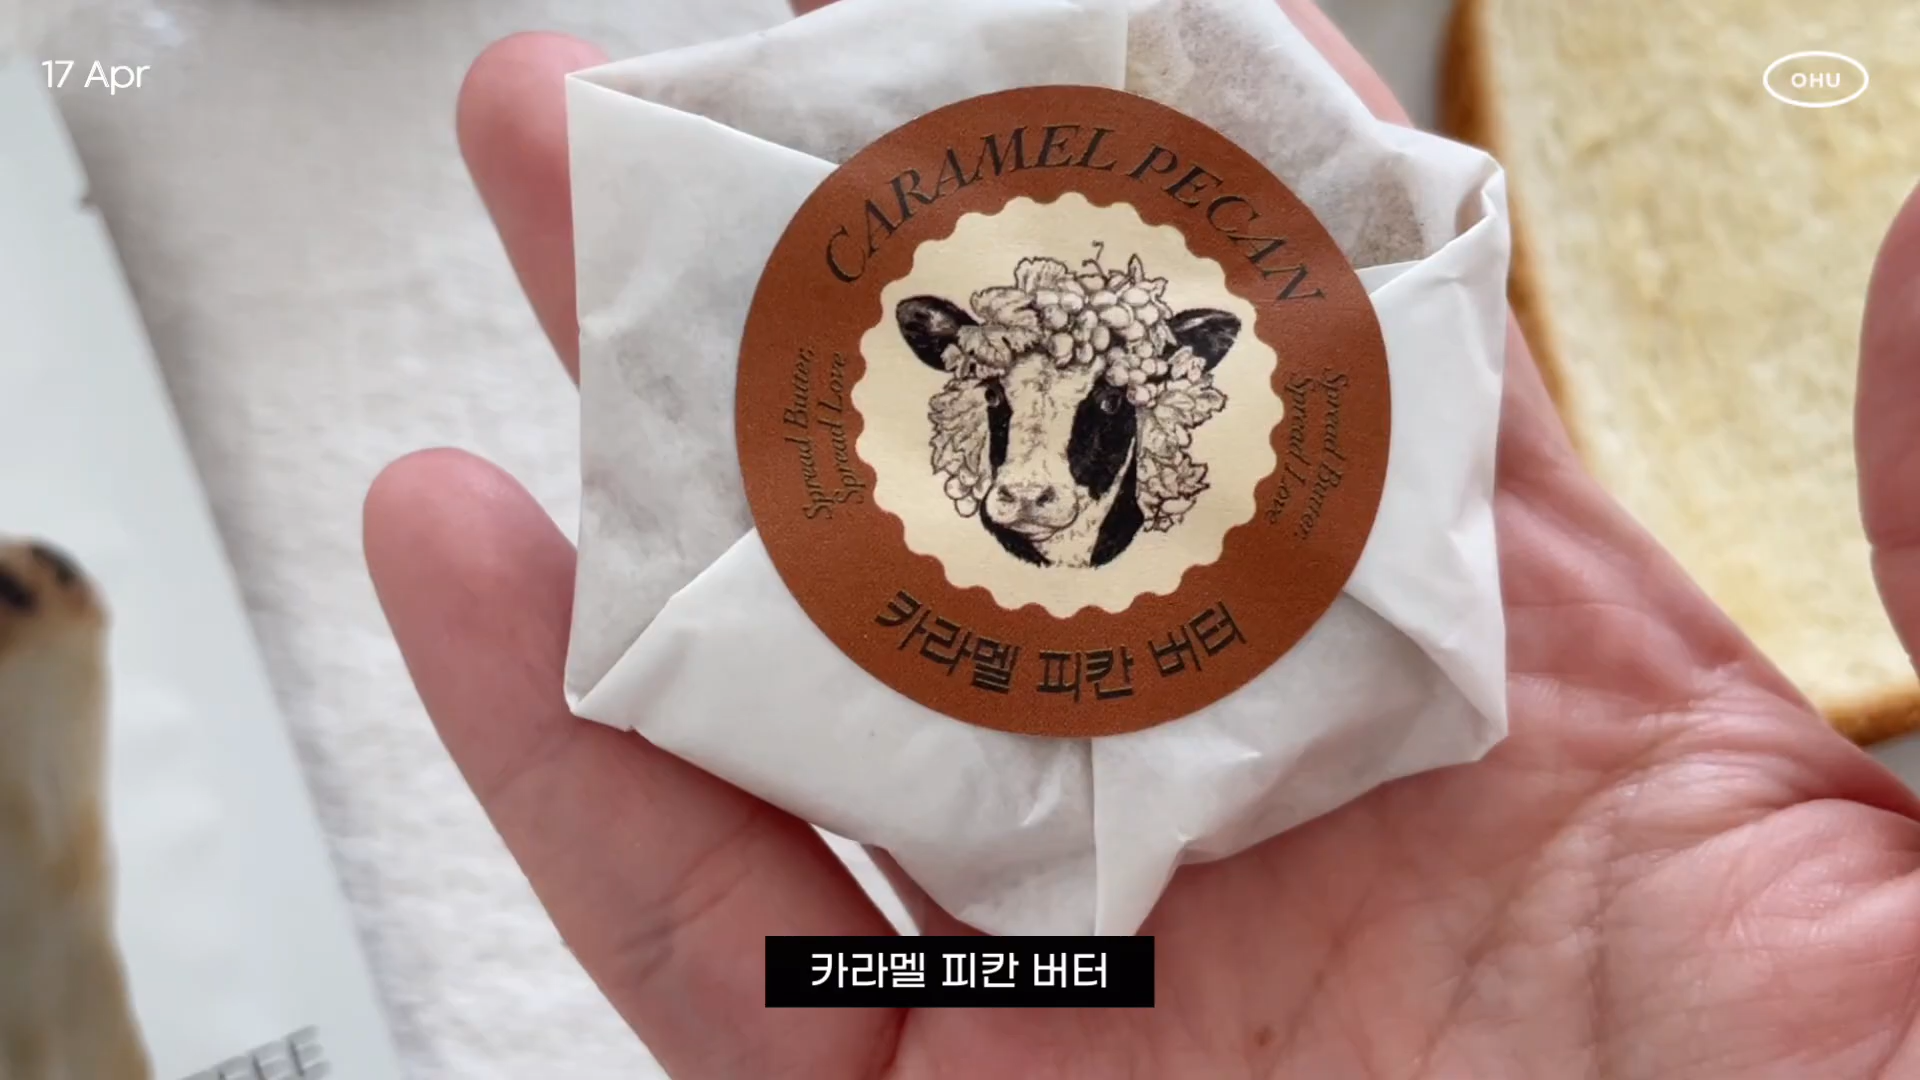 17 Apr
OHU
CARAMEL PECAN
Spread Butter,
Spread Love
Spread Butter,
Spread Love
카라멜 피칸 버터
카라멜 피칸 버터